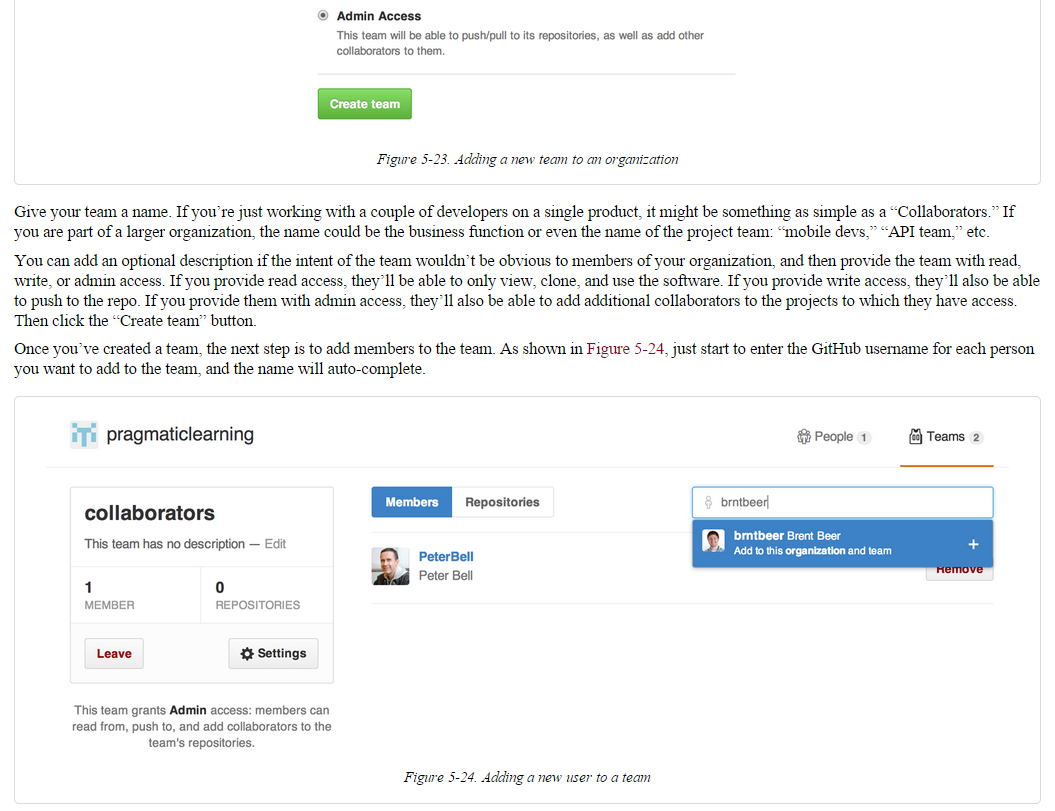 Admin Access
This team will be able to push/pull to its repositories, as well as add other
collaborators to them.
Create team
Figure 5-23. Adding a new team to an organization
Give your team a name. If you’re just working with a couple of developers on a single product, it might be something as simple as a “Collaborators.” If
you are part of a larger organization, the name could be the business function or even the name of the project team: “mobile devs,” “API team,” etc.
You can add an optional description if the intent of the team wouldn’t be obvious to members of your organization, and then provide the team with read,
write, or admin access. If you provide read access, they’ll be able to only view, clone, and use the software. If you provide write access, they’ll also be able
to push to the repo. If you provide them with admin access, they’ll also be able to add additional collaborators to the projects to which they have access.
Then click the “Create team” button.
Once you’ve created a team, the next step is to add members to the team. As shown in Figure 5-24, just start to enter the GitHub username for each person
you want to add to the team, and the name will auto-complete.
pragmaticlearning
People 1
Teams 2
collaborators
This team has no description — Edit
1
MEMBER
0
REPOSITORIES
Leave
Settings
This team grants Admin access: members can
read from, push to, and add collaborators to the
team's repositories.
Members
Repositories
PeterBell
Peter Bell
brntbeer
brntbeer Brent Beer
Add to this organization and team
+
Remove
Figure 5-24. Adding a new user to a team